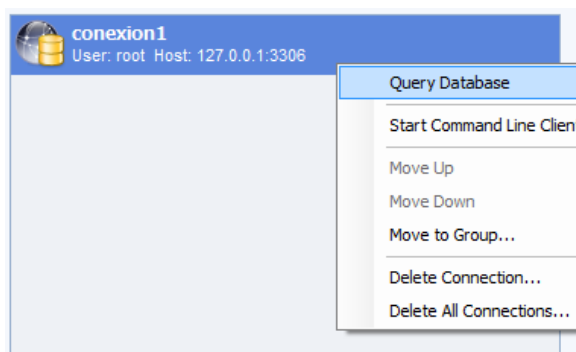 conexion1
User: root Host: 127.0.0.1:3306
Query Database
Start Command Line Clien
Move Up
Move Down
Move to Group...
Delete Connection...
Delete All Connections...